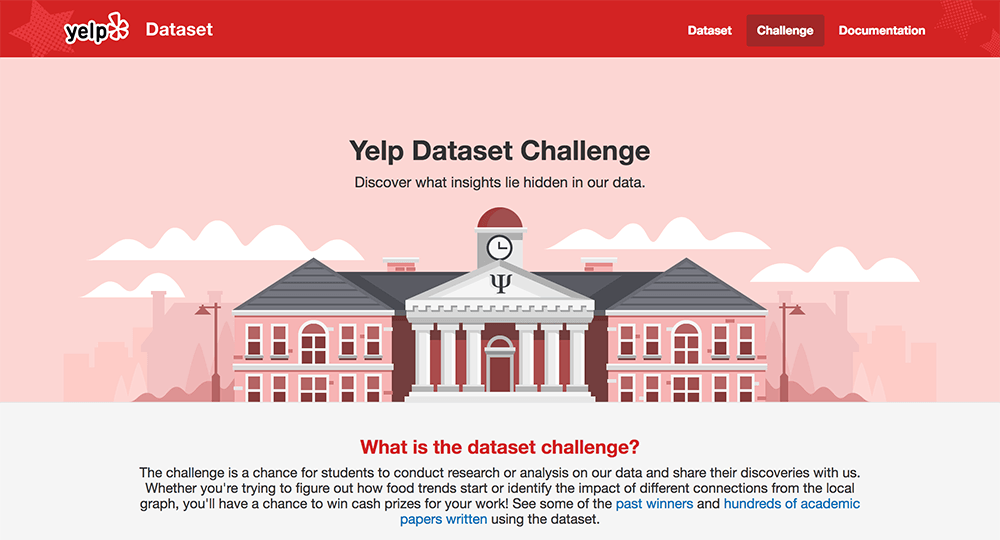 yelp Dataset
Dataset Challenge Documentation
Yelp Dataset Challenge
Discover what insights lie hidden in our data.
Ψ
What is the dataset challenge?
The challenge is a chance for students to conduct research or analysis on our data and share their discoveries with us.
Whether you're trying to figure out how food trends start or identify the impact of different connections from the local
graph, you'll have a chance to win cash prizes for your work! See some of the past winners and hundreds of academic
papers written using the dataset.